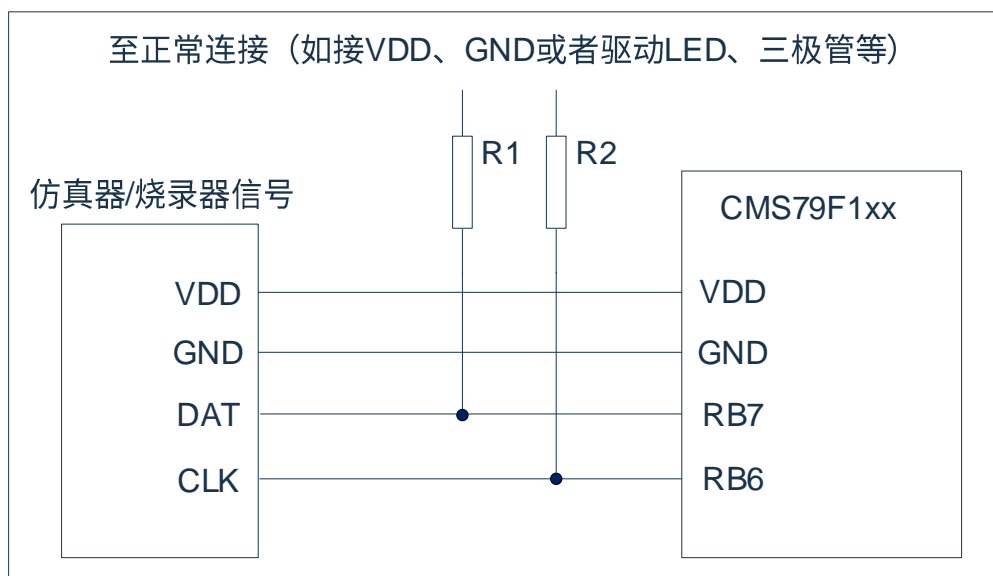 至正常连接（如接VDD、GND或者驱动LED、三极管等）
R1
R2
仿真器/烧录器信号
CMS79F1xx
VDD
VDD
GND
GND
DAT
RB7
CLK
RB6